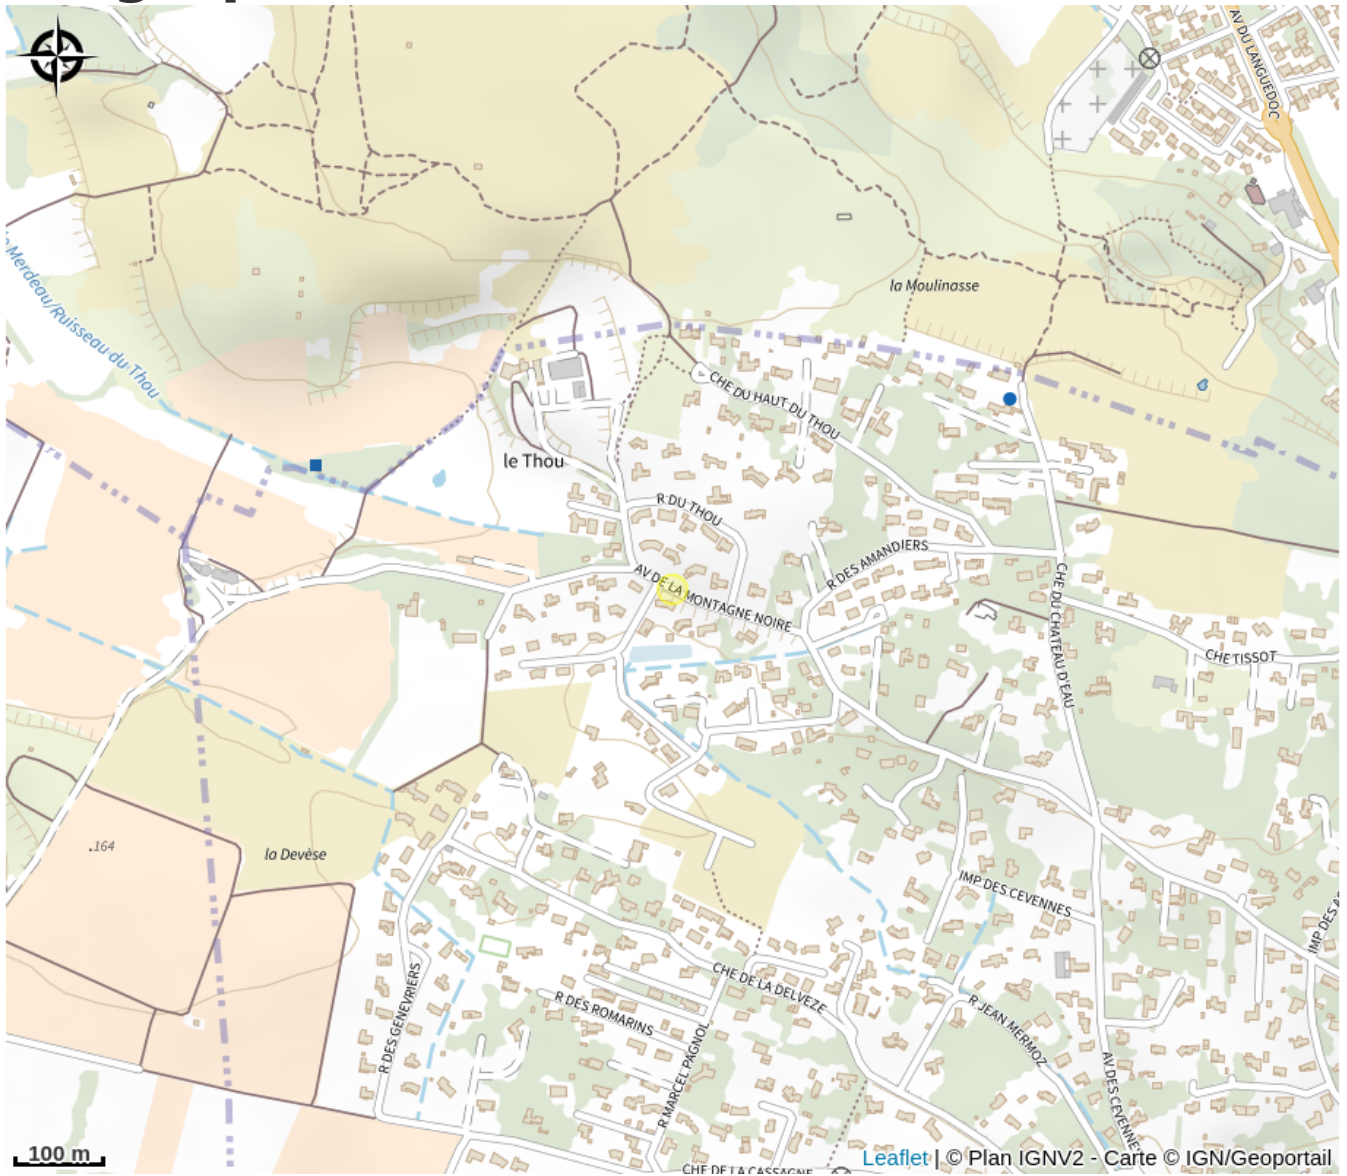 AV DU LANGUEDOC
Merdeau/Ruisseau du Thou
la Moulinasse
CHE DU HAUT DU THOU
le Thou
R DU THOU
R DES AMANDIERS
AV DE LA MONTAGNE NOIRE
CHE DU CHATEAU D'EAU
CHE TISSOT
.164
la Devèse
IMP DES CEVENNES
IMP DES A
CHE DE LA DELVEZE
R DES GENEVRIERS
R DES ROMARINS
R JEAN MERMOZ
R MARCEL PAGNOL
AV DES CEVENNES
100 m
CHE DE LA CASSAGNE
Leaflet | © Plan IGNV2 - Carte © IGN/Geoportail